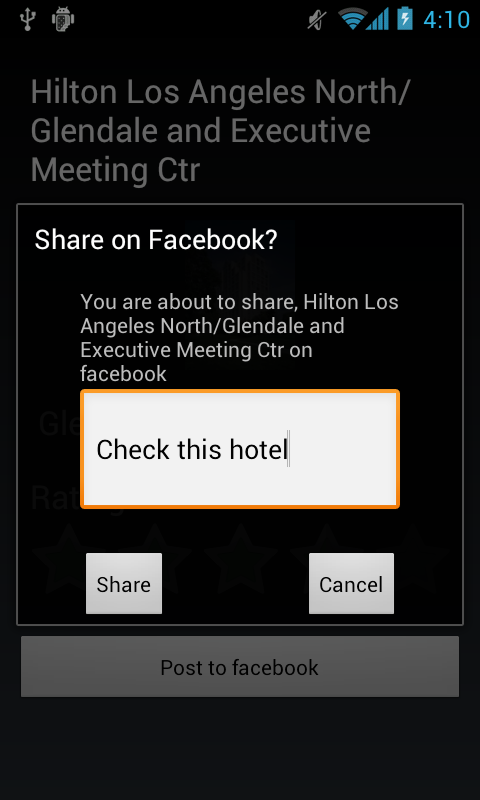 4:10
Hilton Los Angeles North/
Glendale and Executive
Meeting Ctr
Share on Facebook?
You are about to share, Hilton Los
Angeles North/Glendale and
Executive Meeting Ctr on
facebook
Check this hotel
Share
Cancel
Post to facebook